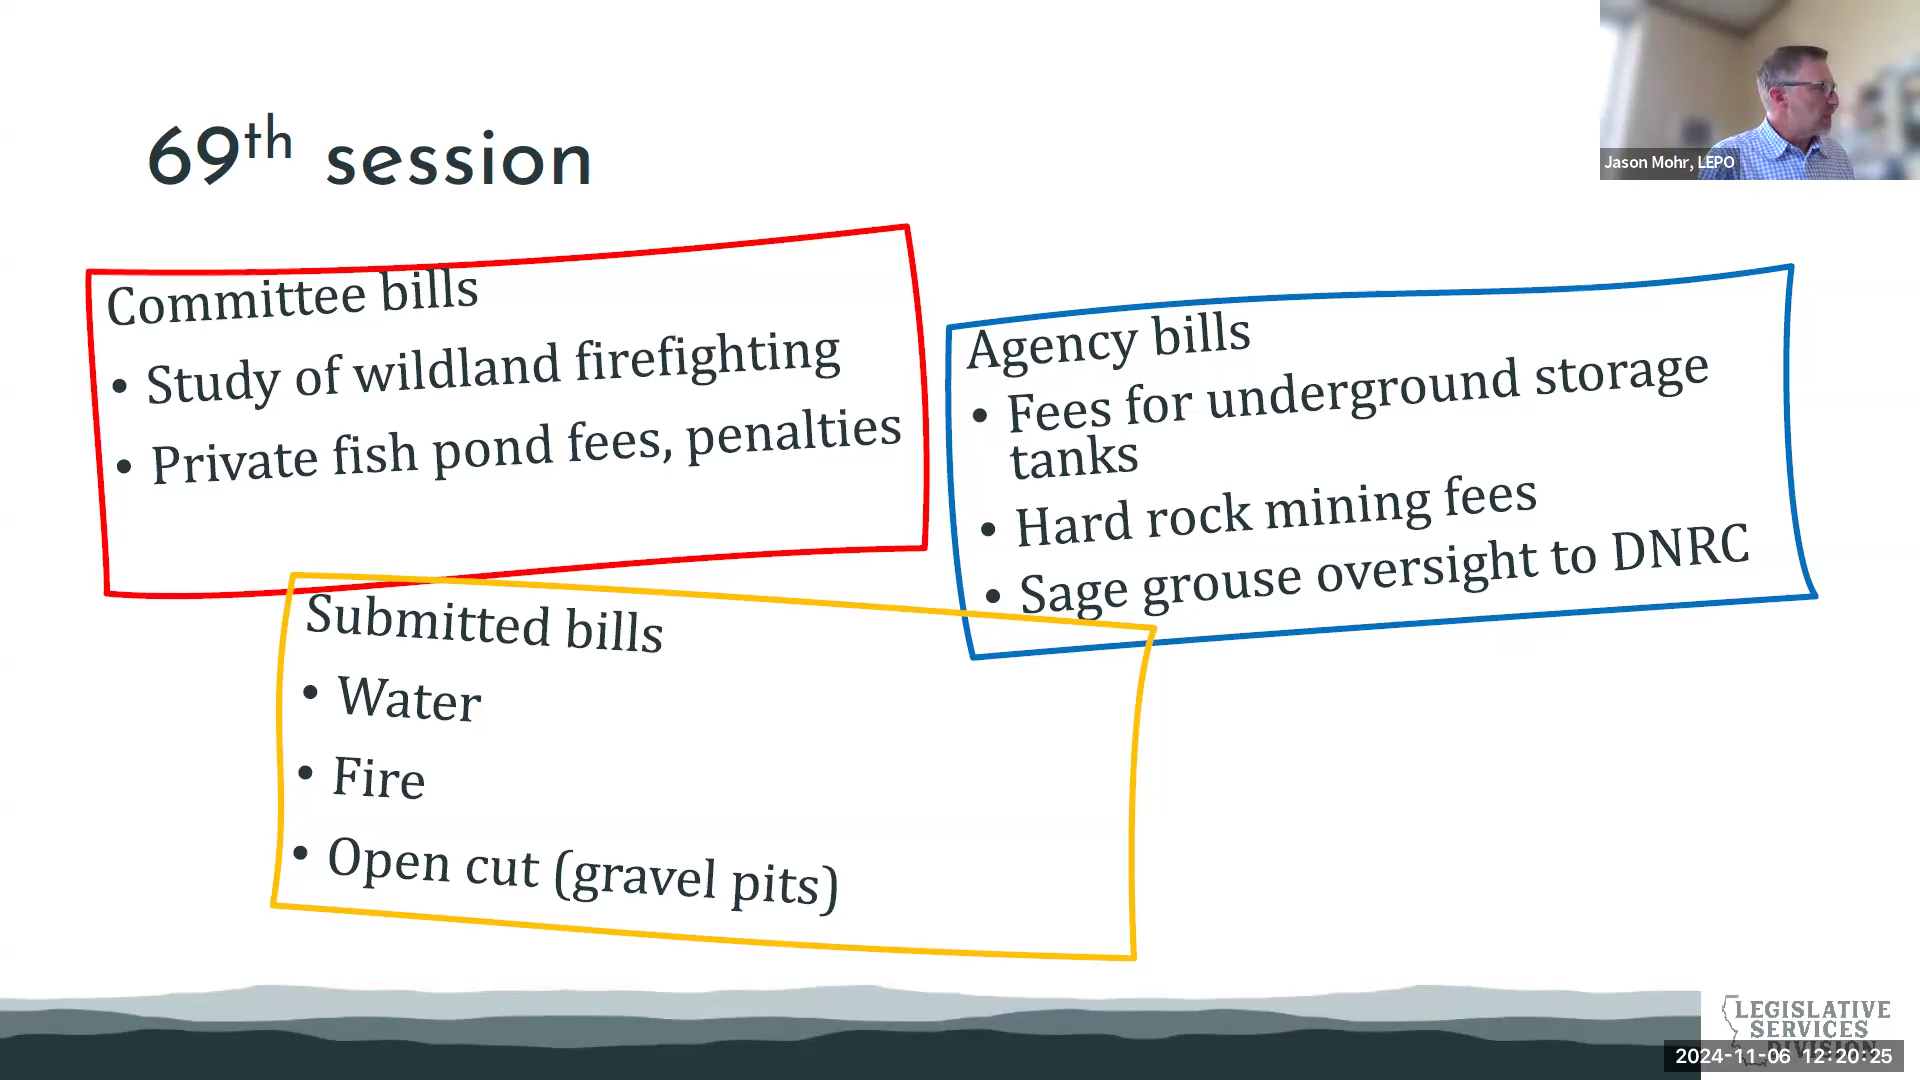 69th session
Jason Mohr, LEPO
Committee bills
• Study of wildland firefighting
• Private fish pond fees, penalties
Agency bills
• Fees for underground storage
tanks
• Hard rock mining fees
• Sage grouse oversight to DNRC
Submitted bills
• Water
• Fire
• Open cut (gravel pits)
LEGISLATIVE
SERVICES
DIVISION
2024-11-06 12:20:25